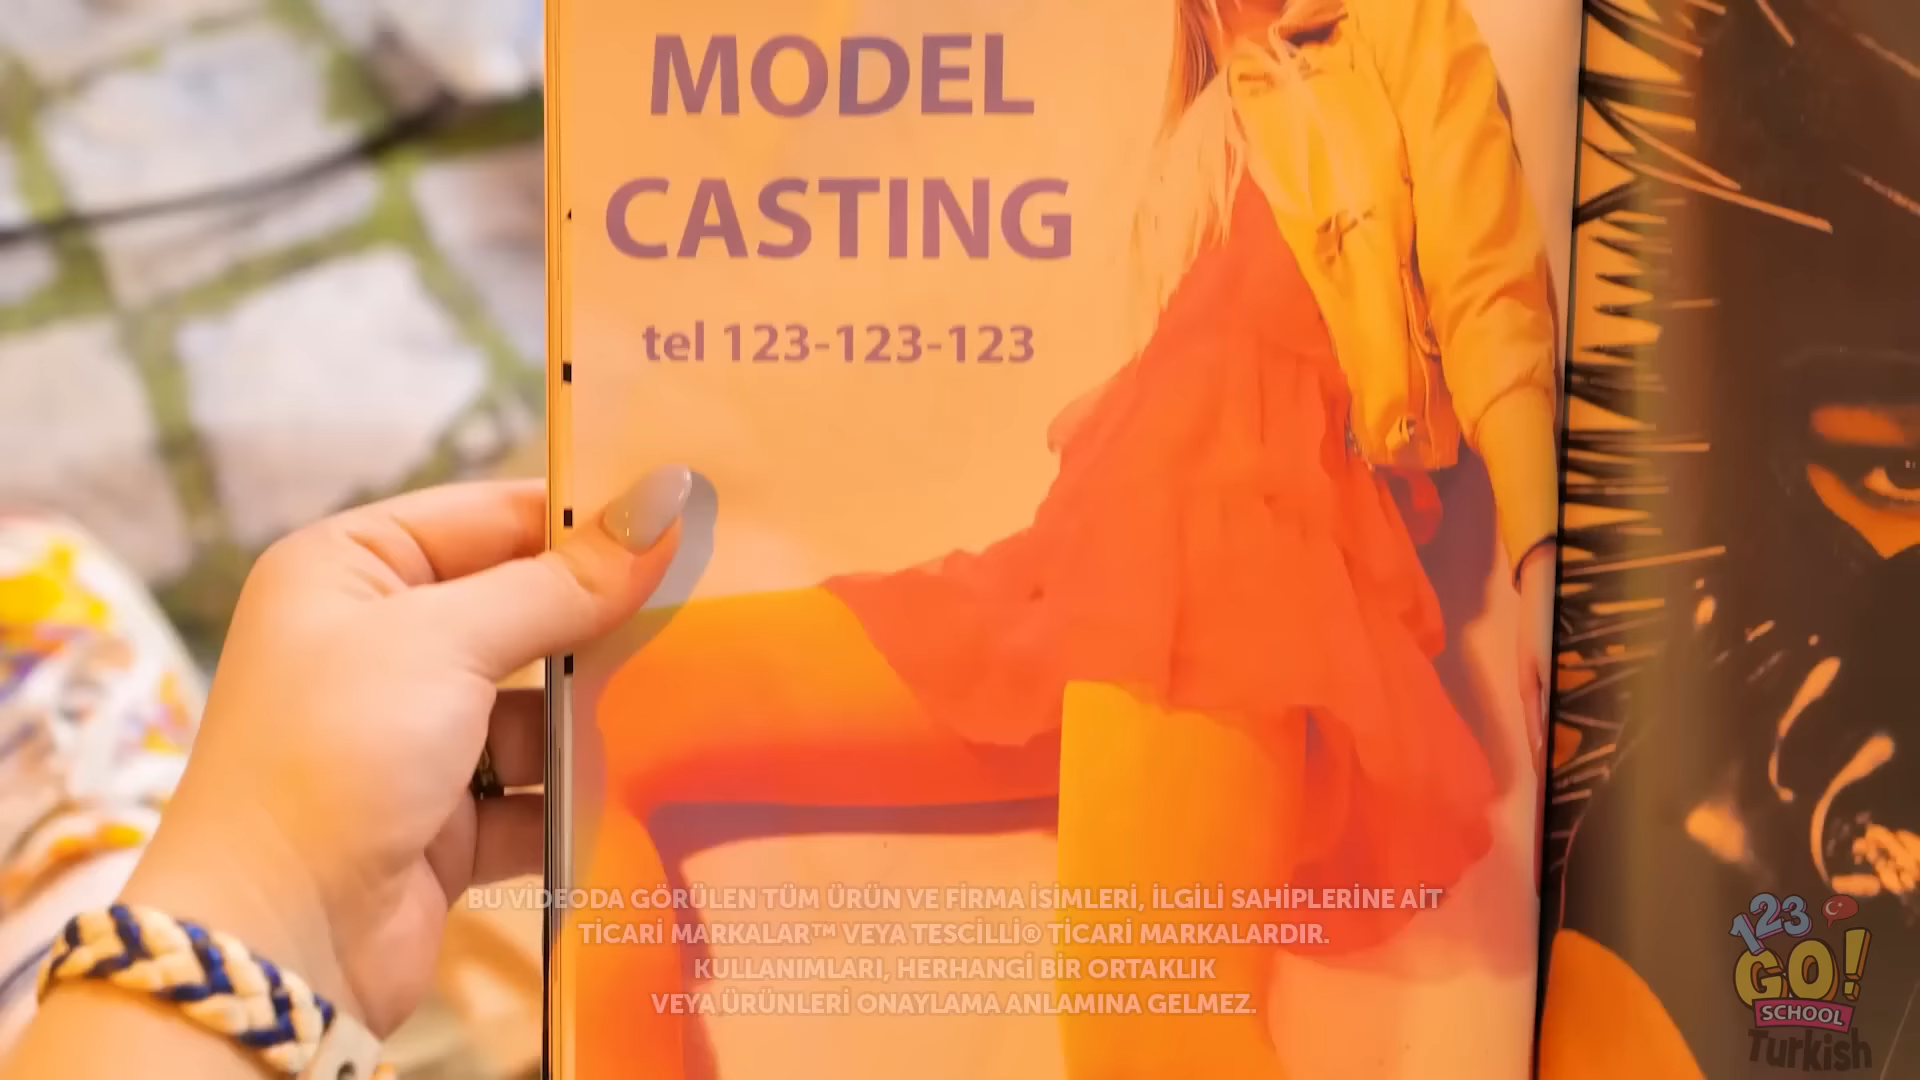 MODEL
CASTING
tel 123-123-123
BU VİDEODA GÖRÜLEN TÜM ÜRÜN VE FİRMA İSİMLERİ, İLGİLİ SAHİPLERİNE AİT
TİCARİ MARKALAR™ VEYA TESCİLLİ® TİCARİ MARKALARDIR.
KULLANIMLARI, HERHANGİ BİR ORTAKLIK
VEYA ÜRÜNLERİ ONAYLAMA ANLAMINA GELMEZ.
123
GO!
SCHOOL
Turkish